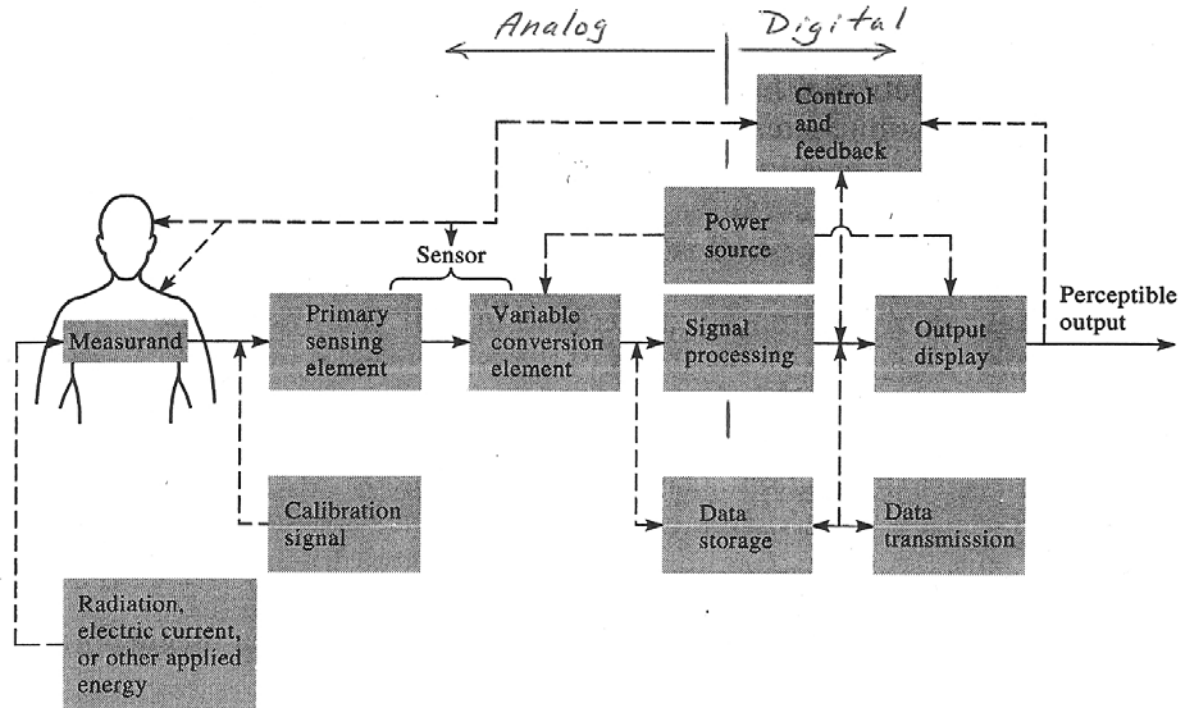 Analog
Digital
Control
and
feedback
Power
source
Sensor
Measurand
Primary
sensing
element
Variable
conversion
element
Signal
processing
Output
display
Perceptible
output
Calibration
signal
Data
storage
Data
transmission
Radiation,
electric current,
or other applied
energy